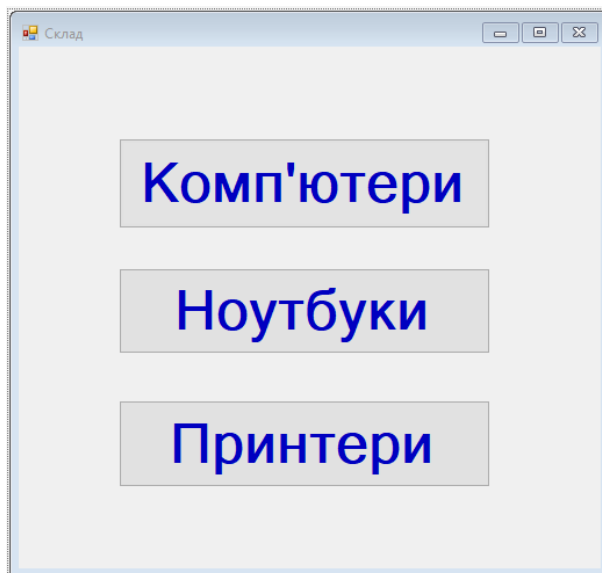 Склад
Комп'ютери
Ноутбуки
Принтери